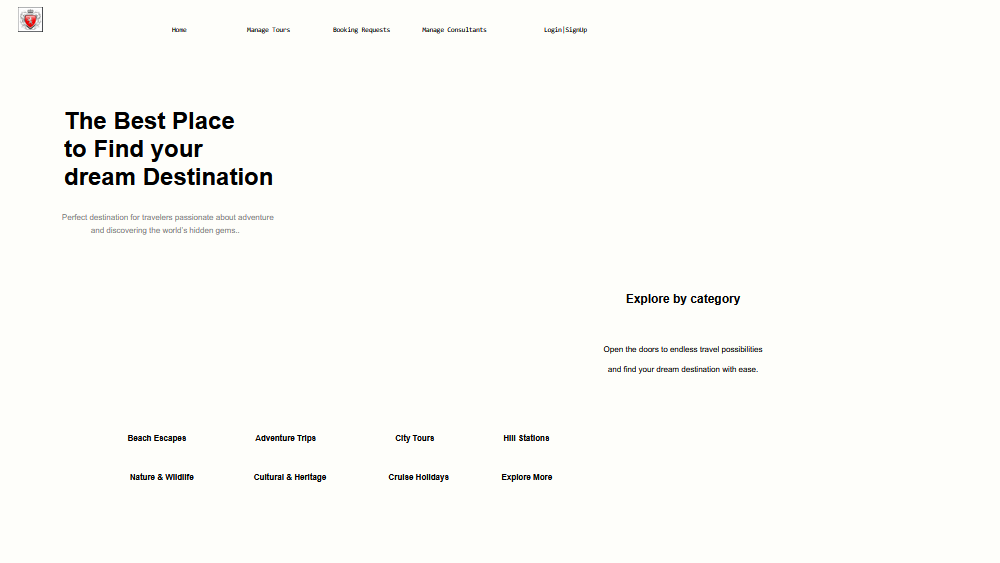 Home Manage Tours Booking Requests Manage Consultants Login|SignUp
The Best Place
to Find your
dream Destination
Perfect destination for travelers passionate about adventure
and discovering the world's hidden gems..
Explore by category
Open the doors to endless travel possibilities
and find your dream destination with ease.
Beach Escapes Adventure Trips City Tours Hill Stations
Nature & Wildlife Cultural & Heritage Cruise Holidays Explore More